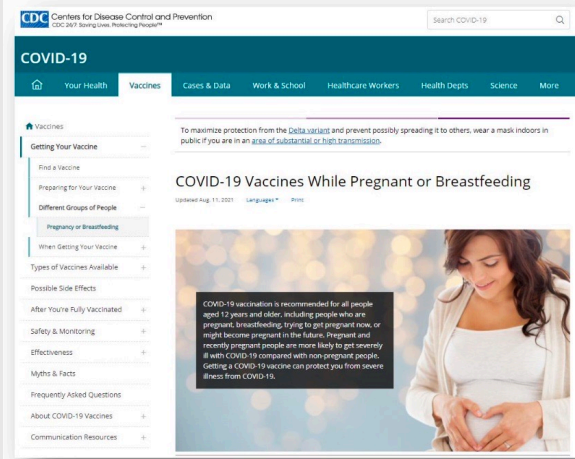 CDC Centers for Disease Control and Prevention
CDC 24/7: Saving Lives, Protecting People™
Search COVID-19
COVID-19
Your Health Vaccines Cases & Data Work & School Healthcare Workers Health Depts Science More
Vaccines
Getting Your Vaccine –
Find a Vaccine
Preparing for Your Vaccine +
Different Groups of People –
Pregnancy or Breastfeeding
When Getting Your Vaccine +
Types of Vaccines Available +
Possible Side Effects
After You're Fully Vaccinated +
Safety & Monitoring +
Effectiveness +
Myths & Facts
Frequently Asked Questions
About COVID-19 Vaccines +
Communication Resources +
To maximize protection from the Delta variant and prevent possibly spreading it to others, wear a mask indoors in
public if you are in an area of substantial or high transmission.
COVID-19 Vaccines While Pregnant or Breastfeeding
Updated Aug. 11, 2021 Languages Print
COVID-19 vaccination is recommended for all people
aged 12 years and older, including people who are
pregnant, breastfeeding, trying to get pregnant now, or
might become pregnant in the future. Pregnant and
recently pregnant people are more likely to get severely
ill with COVID-19 compared with non-pregnant people.
Getting a COVID-19 vaccine can protect you from severe
illness from COVID-19.